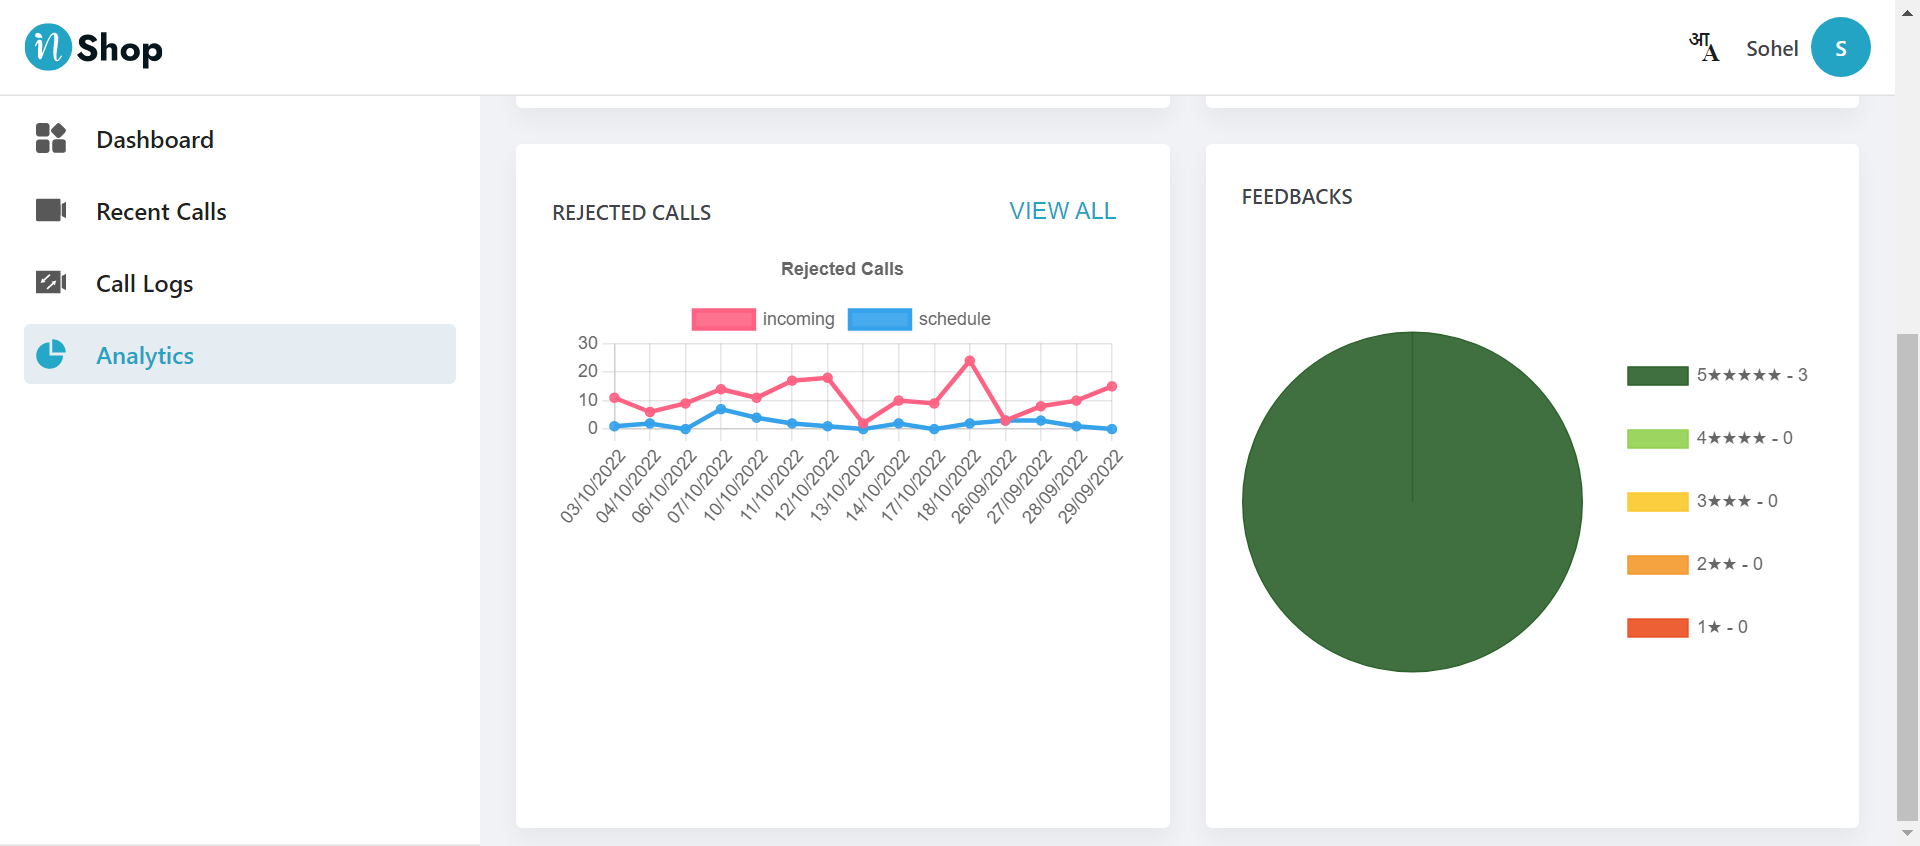 n Shop
आA
Sohel
S
Dashboard
Recent Calls
Call Logs
Analytics
REJECTED CALLS
VIEW ALL
Rejected Calls
incoming
schedule
30
20
10
0
03/10/2022
04/10/2022
06/10/2022
07/10/2022
10/10/2022
11/10/2022
12/10/2022
13/10/2022
14/10/2022
17/10/2022
18/10/2022
26/09/2022
27/09/2022
28/09/2022
29/09/2022
FEEDBACKS
5★★★★★ - 3
4★★★★ - 0
3★★★ - 0
2★★ - 0
1★ - 0